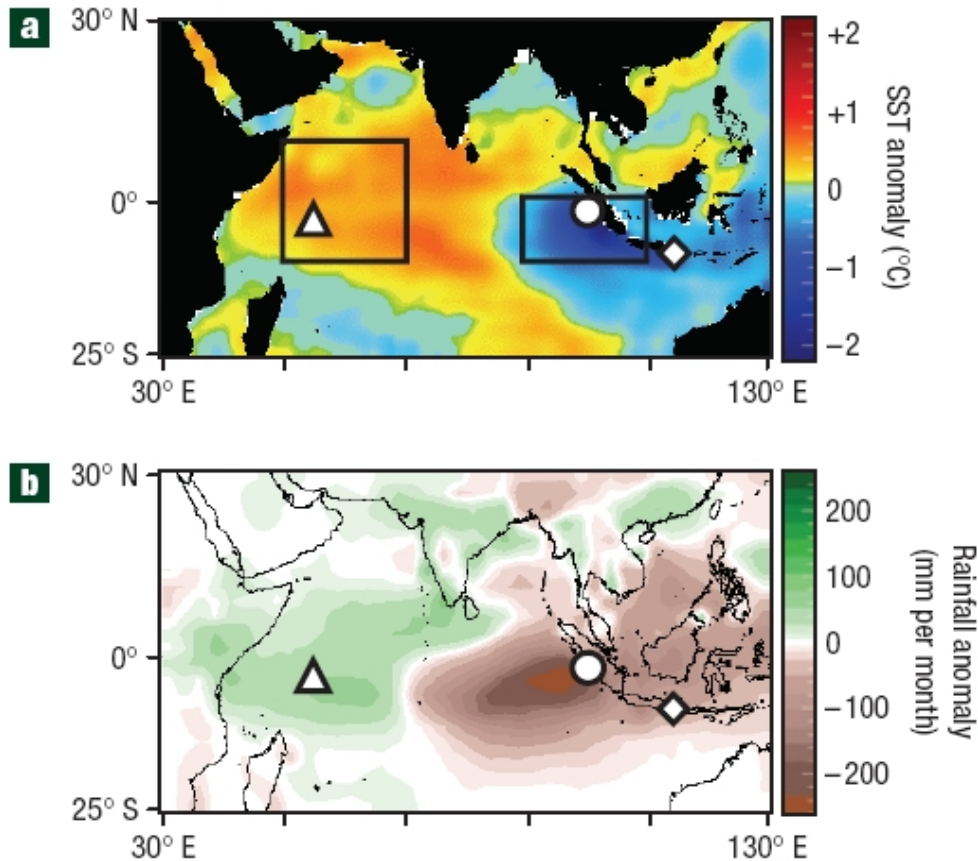 a
30° N
0°
25° S
30° E
130° E
+2
+1
0
−1
−2
SST anomaly (°C)
b
30° N
0°
25° S
30° E
130° E
200
100
0
−100
−200
Rainfall anomaly
(mm per month)